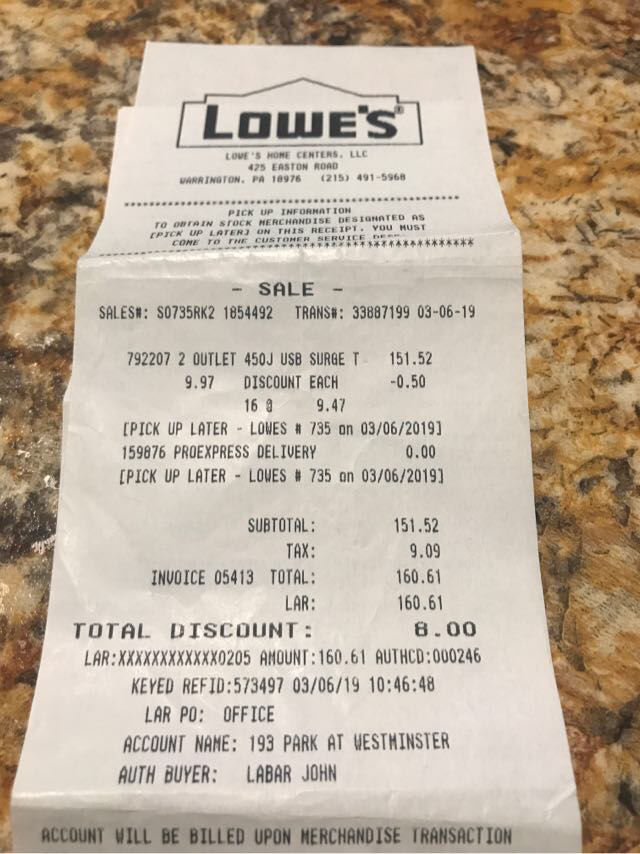 LOWE'S®
LOWE'S HOME CENTERS, LLC
425 EASTON ROAD
WARRINGTON, PA 18976 (215) 491-5968
PICK UP INFORMATION
TO OBTAIN STOCK MERCHANDISE DESIGNATED AS
[PICK UP LATER] ON THIS RECEIPT, YOU MUST
COME TO THE CUSTOMER SERVICE
- SALE -
SALES#: S0735RK2 1854492 TRANS#: 33887199 03-06-19
792207 2 OUTLET 450J USB SURGE T 151.52
9.97 DISCOUNT EACH -0.50
16 @ 9.47
[PICK UP LATER - LOWES # 735 on 03/06/2019]
159876 PROEXPRESS DELIVERY 0.00
[PICK UP LATER - LOWES # 735 on 03/06/2019]
SUBTOTAL: 151.52
TAX: 9.09
INVOICE 05413 TOTAL: 160.61
LAR: 160.61
TOTAL DISCOUNT: 8.00
LAR:XXXXXXXXXXXX0205 AMOUNT:160.61 AUTHCD:000246
KEYED REFID:573497 03/06/19 10:46:48
LAR PO: OFFICE
ACCOUNT NAME: 193 PARK AT WESTMINSTER
AUTH BUYER: LABAR JOHN
ACCOUNT WILL BE BILLED UPON MERCHANDISE TRANSACTION